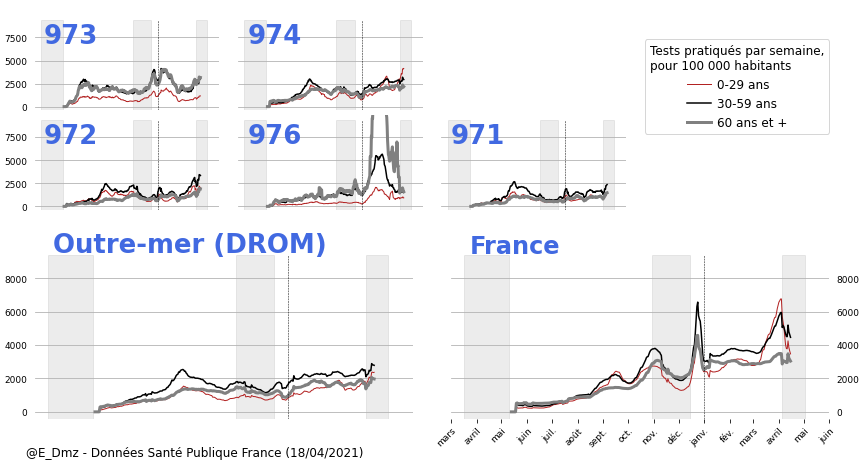 973
974
Tests pratiqués par semaine,
pour 100 000 habitants
0-29 ans
30-59 ans
60 ans et +
7500
5000
2500
0
972
976
971
7500
5000
2500
0
Outre-mer (DROM)
France
8000
6000
4000
2000
0
8000
6000
4000
2000
0
mars avril mai juin juil. août sept. oct. nov. déc. janv. fév. mars avril mai juin
@E_Dmz - Données Santé Publique France (18/04/2021)